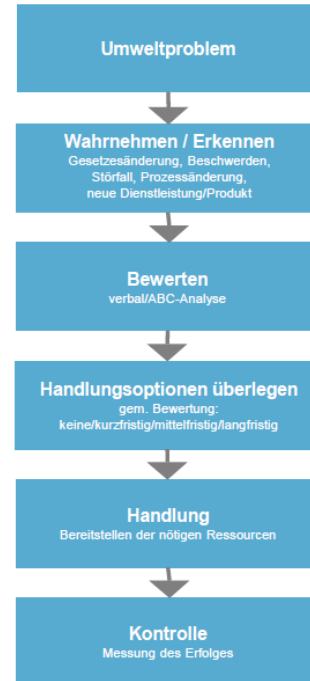 Umweltproblem
Wahrnehmen / Erkennen
Gesetzesänderung, Beschwerden,
Störfall, Prozessänderung,
neue Dienstleistung/Produkt
Bewerten
verbal/ABC-Analyse
Handlungsoptionen überlegen
gem. Bewertung:
keine/kurzfristig/mittelfristig/langfristig
Handlung
Bereitstellen der nötigen Ressourcen
Kontrolle
Messung des Erfolges